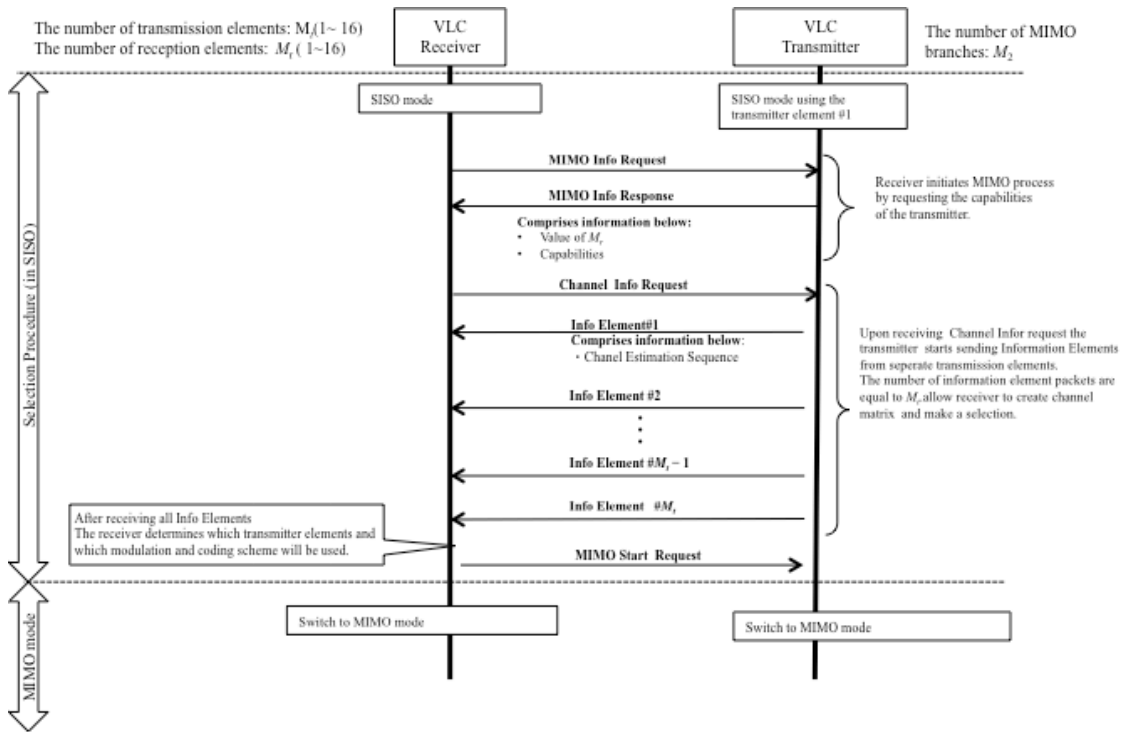 The number of transmission elements: Mt(1~ 16)
The number of reception elements: Mr( 1~16)
VLC
Receiver
VLC
Transmitter
The number of MIMO
branches: M2
SISO mode
SISO mode using the
transmitter element #1
MIMO Info Request
MIMO Info Response
Comprises information below:
• Value of Mt
• Capabilities
Receiver initiates MIMO process
by requesting the capabilities
of the transmitter.
Selection Procedure (in SISO)
Channel Info Request
Info Element#1
Comprises information below:
・Chanel Estimation Sequence
Info Element #2
Info Element #Mt − 1
Info Element #Mt
Upon receiving Channel Infor request the
transmitter starts sending Information Elements
from seperate transmission elements.
The number of information element packets are
equal to Mt allow receiver to create channel
matrix and make a selection.
After receiving all Info Elements
The receiver determines which transmitter elements and
which modulation and coding scheme will be used.
MIMO Start Request
MIMO mode
Switch to MIMO mode
Switch to MIMO mode